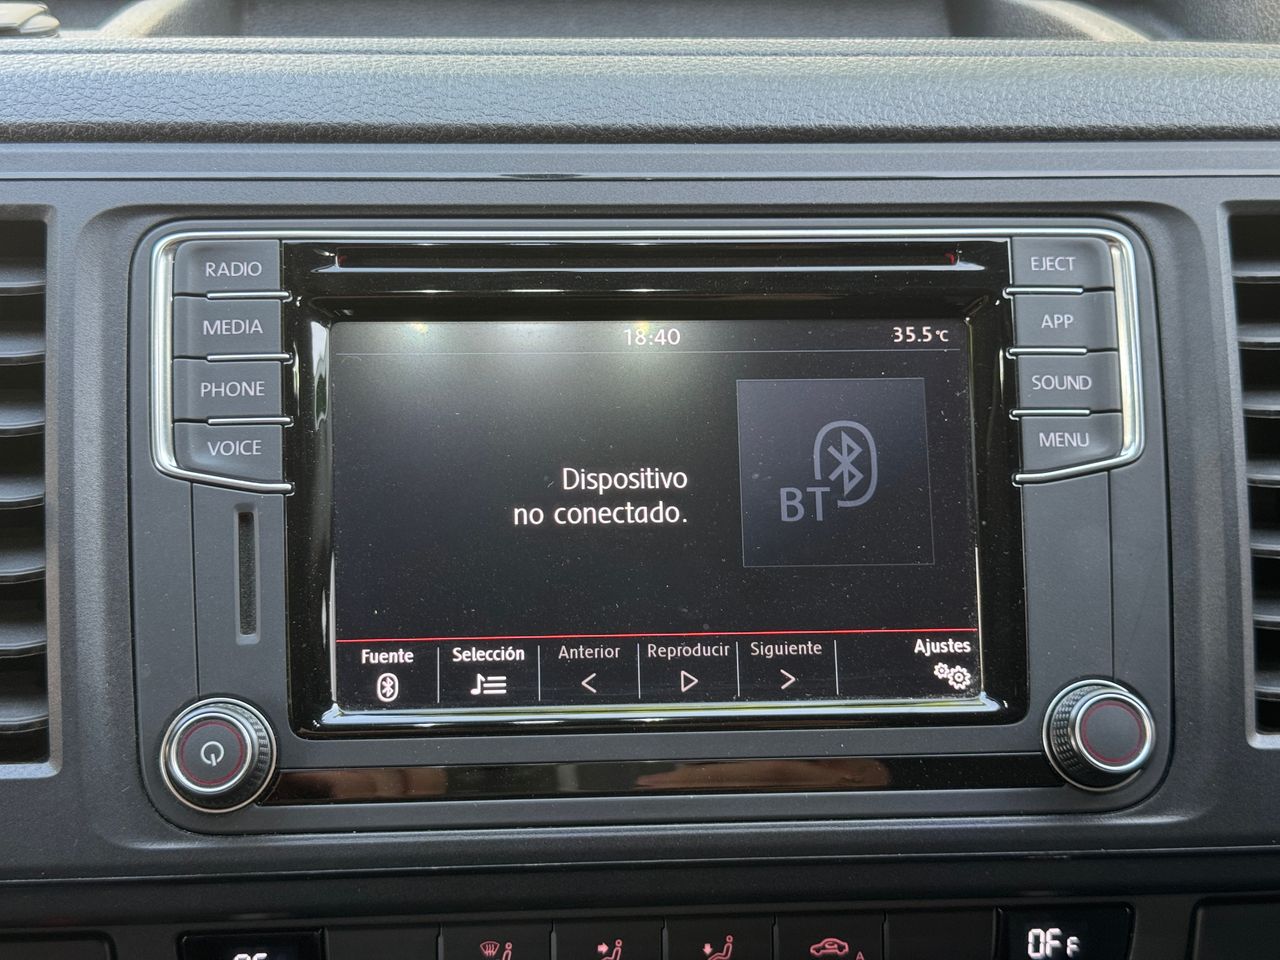 RADIO
MEDIA
PHONE
VOICE
EJECT
APP
SOUND
MENU
18:40
35.5°C
Dispositivo
no conectado.
BT
Fuente
Selección
Anterior
Reproducir
Siguiente
Ajustes
OFF